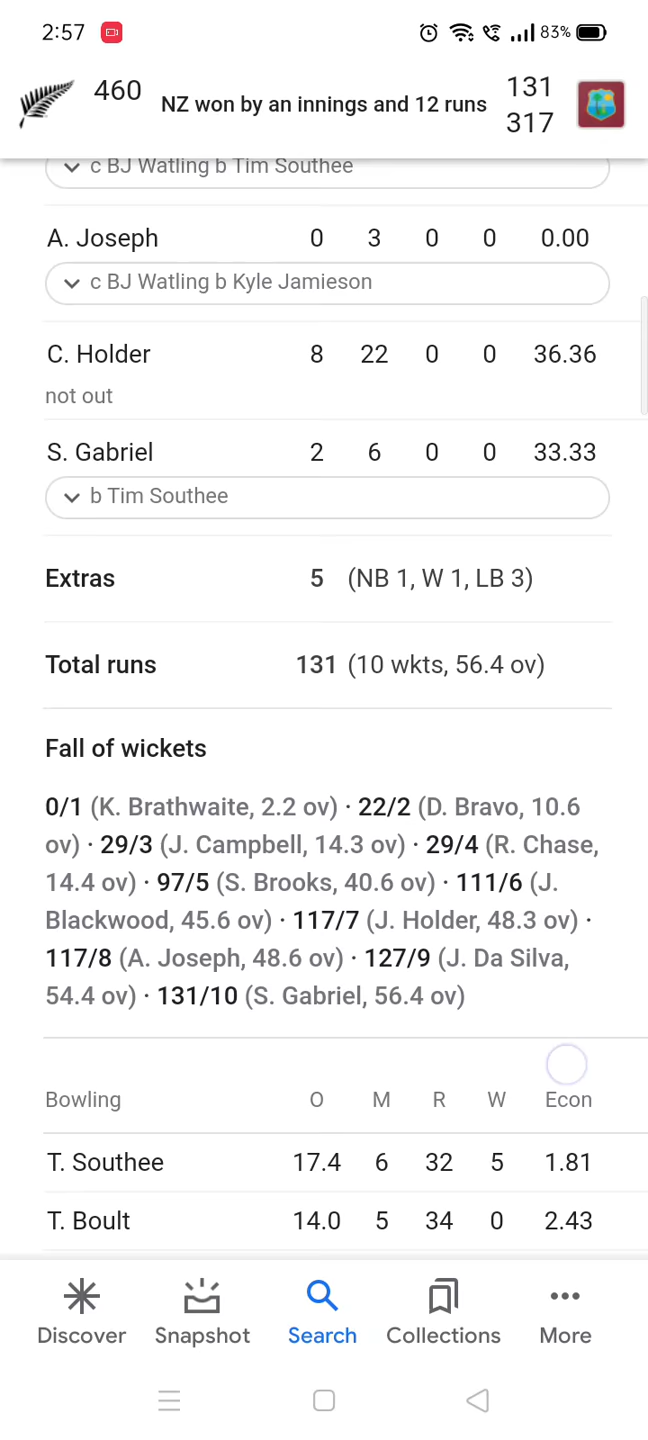 2:57 83%
460 NZ won by an innings and 12 runs 131
317
c BJ Watling b Tim Southee
A. Joseph 0 3 0 0 0.00
c BJ Watling b Kyle Jamieson
C. Holder 8 22 0 0 36.36
not out
S. Gabriel 2 6 0 0 33.33
b Tim Southee
Extras 5 (NB 1, W 1, LB 3)
Total runs 131 (10 wkts, 56.4 ov)
Fall of wickets
0/1 (K. Brathwaite, 2.2 ov) · 22/2 (D. Bravo, 10.6
ov) · 29/3 (J. Campbell, 14.3 ov) · 29/4 (R. Chase,
14.4 ov) · 97/5 (S. Brooks, 40.6 ov) · 111/6 (J.
Blackwood, 45.6 ov) · 117/7 (J. Holder, 48.3 ov) ·
117/8 (A. Joseph, 48.6 ov) · 127/9 (J. Da Silva,
54.4 ov) · 131/10 (S. Gabriel, 56.4 ov)
Bowling O M R W Econ
T. Southee 17.4 6 32 5 1.81
T. Boult 14.0 5 34 0 2.43
Discover Snapshot Search Collections More